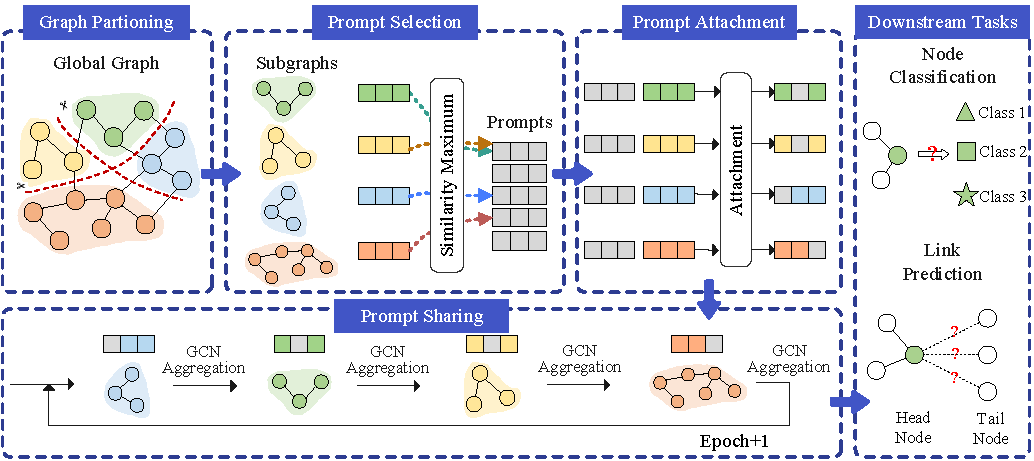 Graph Partioning
Global Graph
Prompt Selection
Subgraphs
Similarity Maxmum
Prompts
Prompt Attachment
Attachment
Downstream Tasks
Node
Classification
Class 1
?
Class 2
Class 3
Link
Prediction
?
?
?
Head
Node
Tail
Node
Prompt Sharing
GCN
Aggregation
GCN
Aggregation
GCN
Aggregation
GCN
Aggregation
Epoch+1